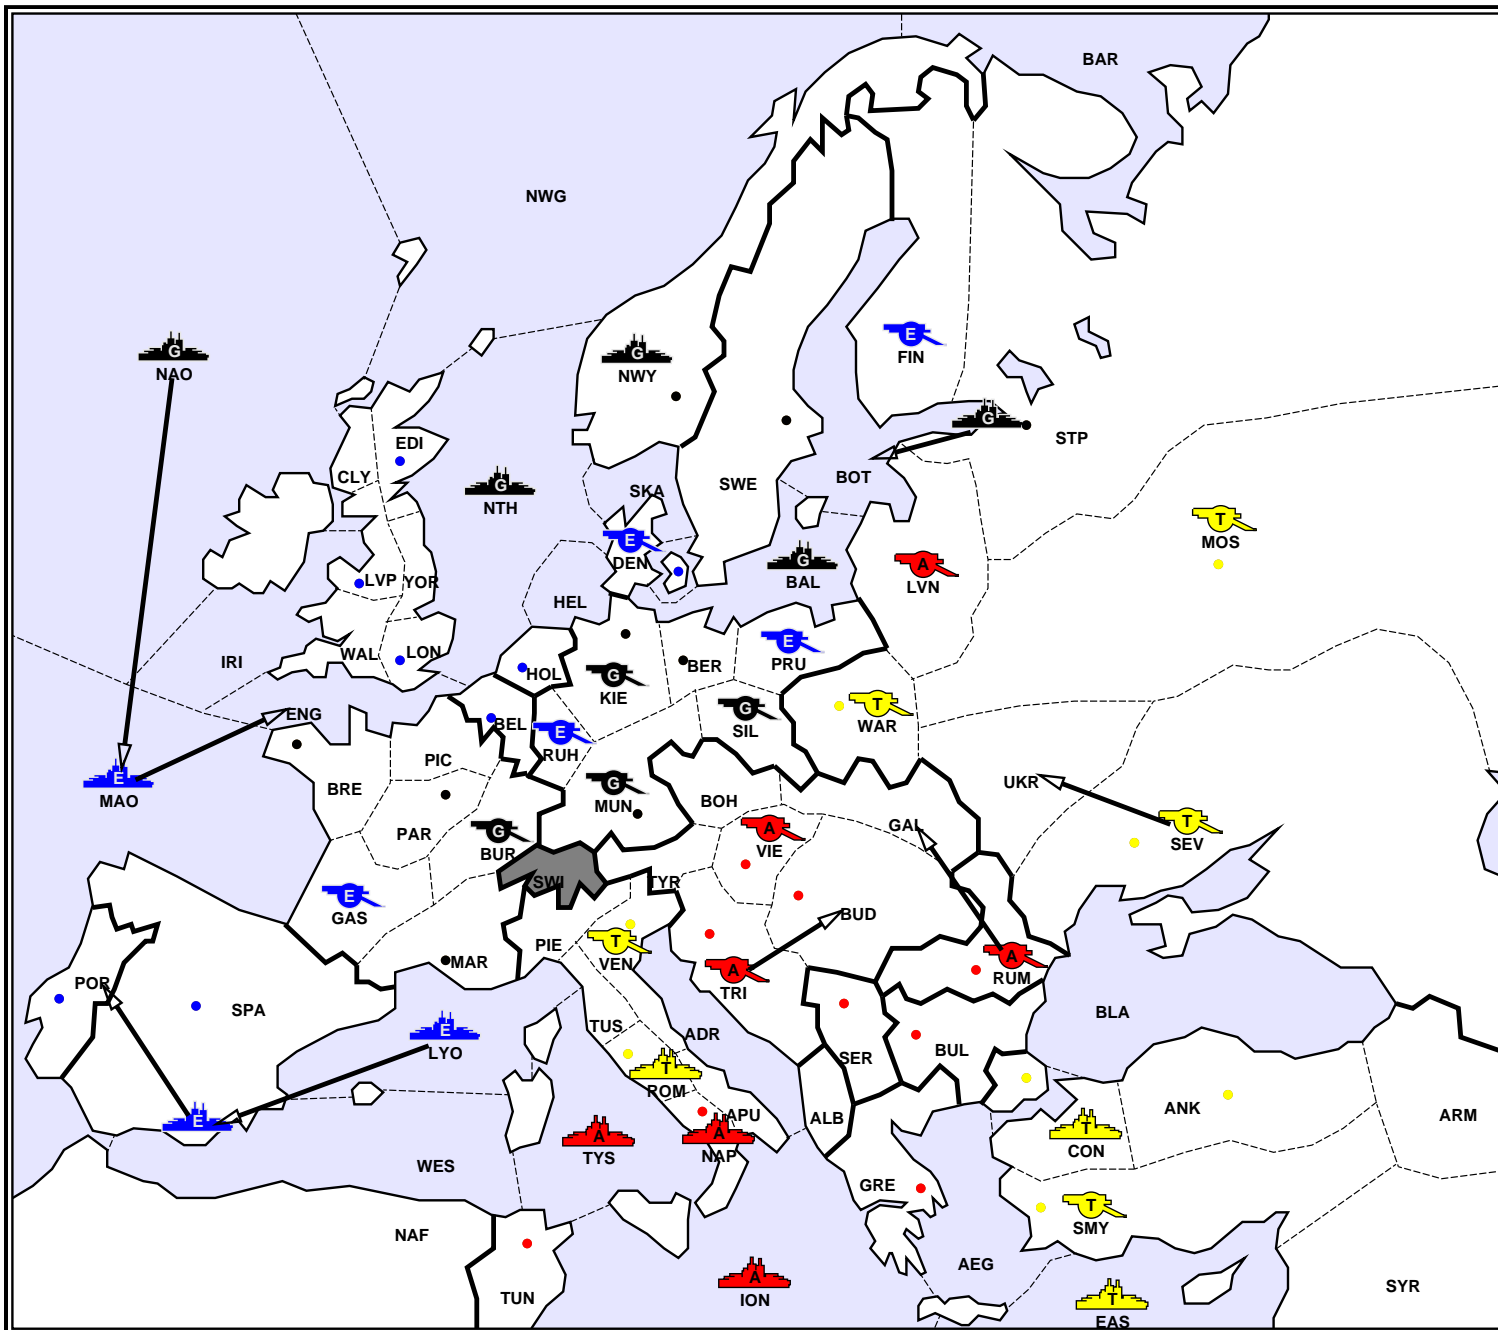 BAR
NWG
G
NAO
G
NWY
E
FIN
G
STP
EDI
CLY
BOT
SWE
SKA
G
NTH
T
MOS
E
DEN
G
BAL
A
LVN
LVP
YOR
HEL
IRI
WAL
LON
HOL
G
KIE
BER
E
PRU
G
SIL
T
WAR
ENG
BEL
E
RUH
PIC
E
MAO
BRE
G
MUN
BOH
UKR
PAR
G
BUR
A
VIE
GAL
T
SEV
SWI
TYR
E
GAS
BUD
T
VEN
PIE
MAR
A
TRI
A
RUM
POR
SPA
E
LYO
TUS
ADR
BLA
SER
BUL
T
ROM
E
APU
ALB
ANK
ARM
A
TYS
A
NAP
T
CON
WES
GRE
T
SMY
NAF
AEG
A
ION
TUN
T
EAS
SYR